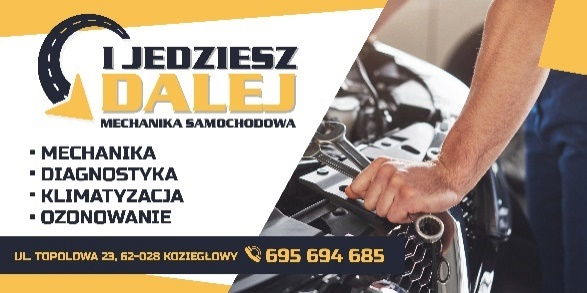 I JEDZIESZ
DALEJ
MECHANIKA SAMOCHODOWA
▪ MECHANIKA
▪ DIAGNOSTYKA
▪ KLIMATYZACJA
▪ OZONOWANIE
UL. TOPOLOWA 23, 62-028 KOZIEGŁOWY 695 694 685